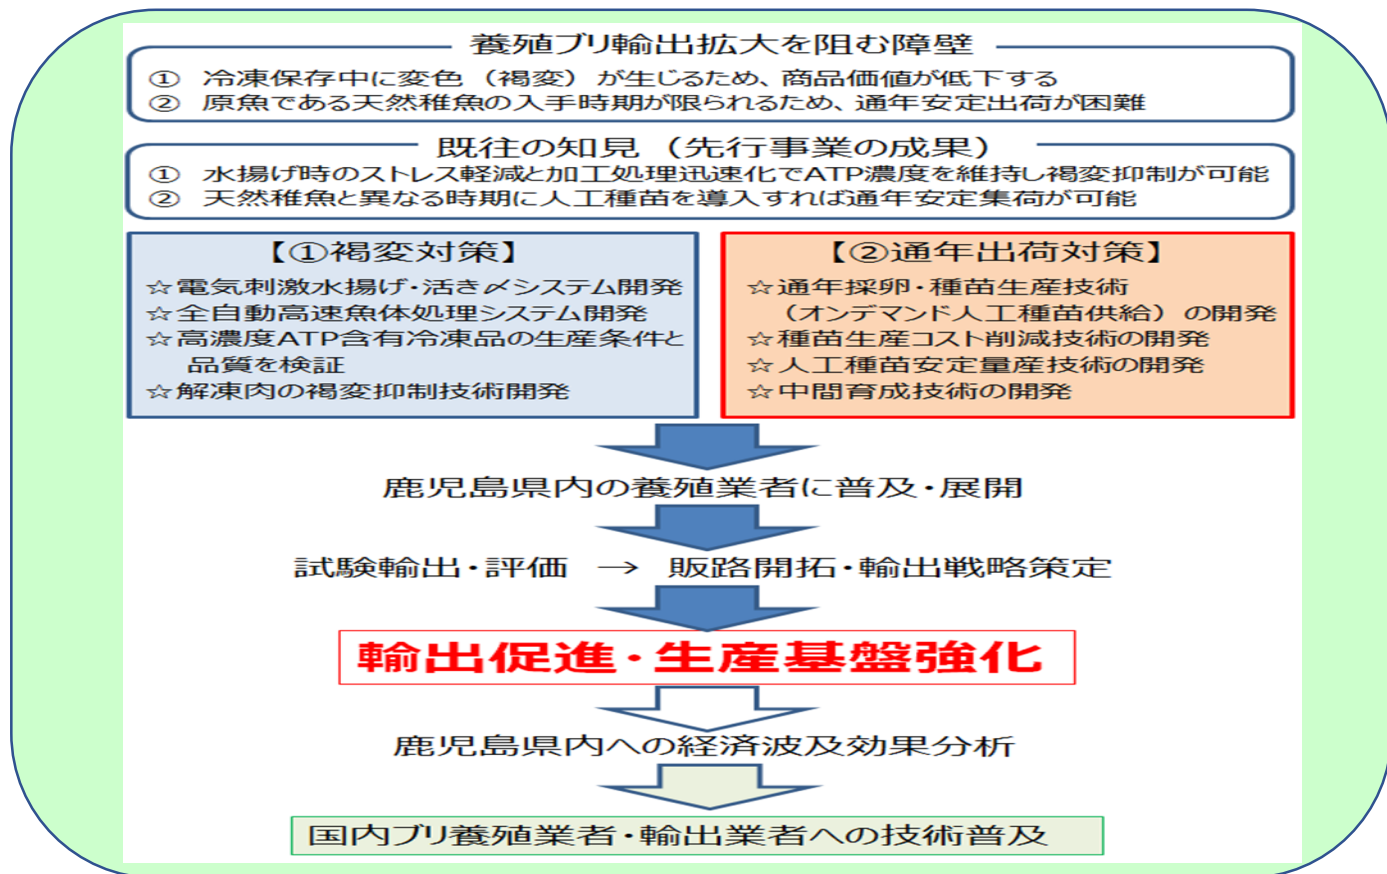 養殖ブリ輸出拡大を阻む障壁
① 冷凍保存中に変色（褐変）が生じるため、商品価値が低下する
② 原魚である天然稚魚の入手時期が限られるため、通年安定出荷が困難
既往の知見（先行事業の成果）
① 水揚げ時のストレス軽減と加工処理迅速化でATP濃度を維持し褐変抑制が可能
② 天然稚魚と異なる時期に人工種苗を導入すれば通年安定集荷が可能
【①褐変対策】
☆電気刺激水揚げ・活き〆システム開発
☆全自動高速魚体処理システム開発
☆高濃度ATP含有冷凍品の生産条件と
品質を検証
☆解凍肉の褐変抑制技術開発
【②通年出荷対策】
☆通年採卵・種苗生産技術
（オンデマンド人工種苗供給）の開発
☆種苗生産コスト削減技術の開発
☆人工種苗安定量産技術の開発
☆中間育成技術の開発
鹿児島県内の養殖業者に普及・展開
試験輸出・評価 → 販路開拓・輸出戦略策定
輸出促進・生産基盤強化
鹿児島県内への経済波及効果分析
国内ブリ養殖業者・輸出業者への技術普及